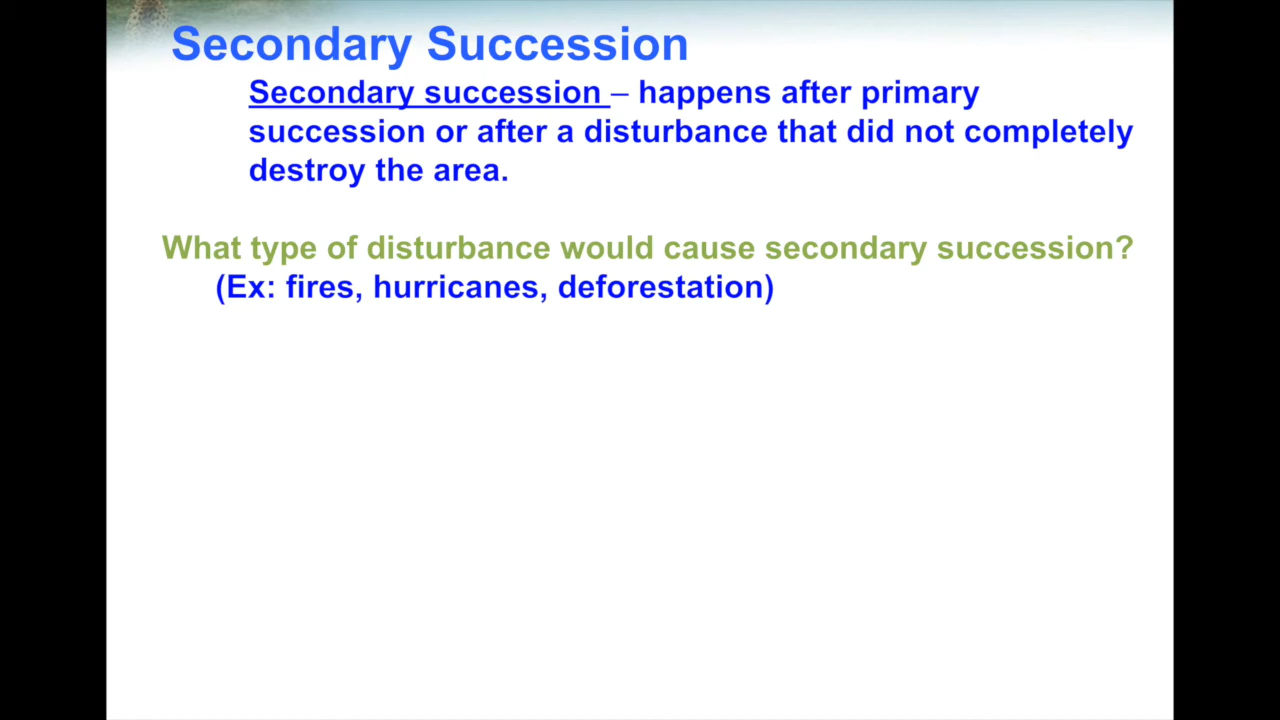 Secondary Succession
Secondary succession – happens after primary
succession or after a disturbance that did not completely
destroy the area.
What type of disturbance would cause secondary succession?
(Ex: fires, hurricanes, deforestation)